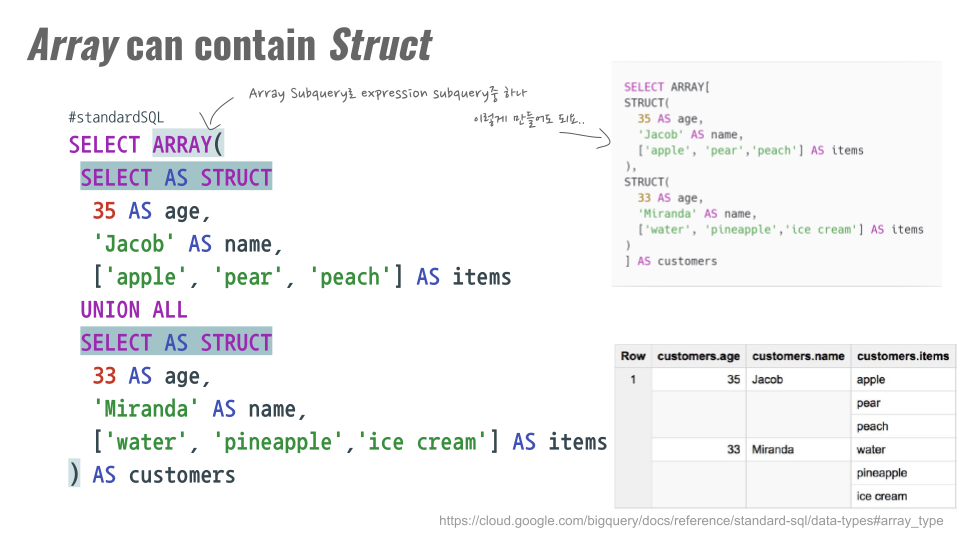 Array can contain Struct
Array Subquery로 expression subquery중 하나
이렇게 만들어도 되요..
#standardSQL
SELECT ARRAY(
SELECT AS STRUCT
35 AS age,
'Jacob' AS name,
['apple', 'pear', 'peach'] AS items
UNION ALL
SELECT AS STRUCT
33 AS age,
'Miranda' AS name,
['water', 'pineapple','ice cream'] AS items
) AS customers
SELECT ARRAY[
STRUCT(
35 AS age,
'Jacob' AS name,
['apple', 'pear','peach'] AS items
),
STRUCT(
33 AS age,
'Miranda' AS name,
['water', 'pineapple','ice cream'] AS items
)
] AS customers
Row customers.age customers.name customers.items
1 35 Jacob apple
pear
peach
33 Miranda water
pineapple
ice cream
https://cloud.google.com/bigquery/docs/reference/standard-sql/data-types#array_type